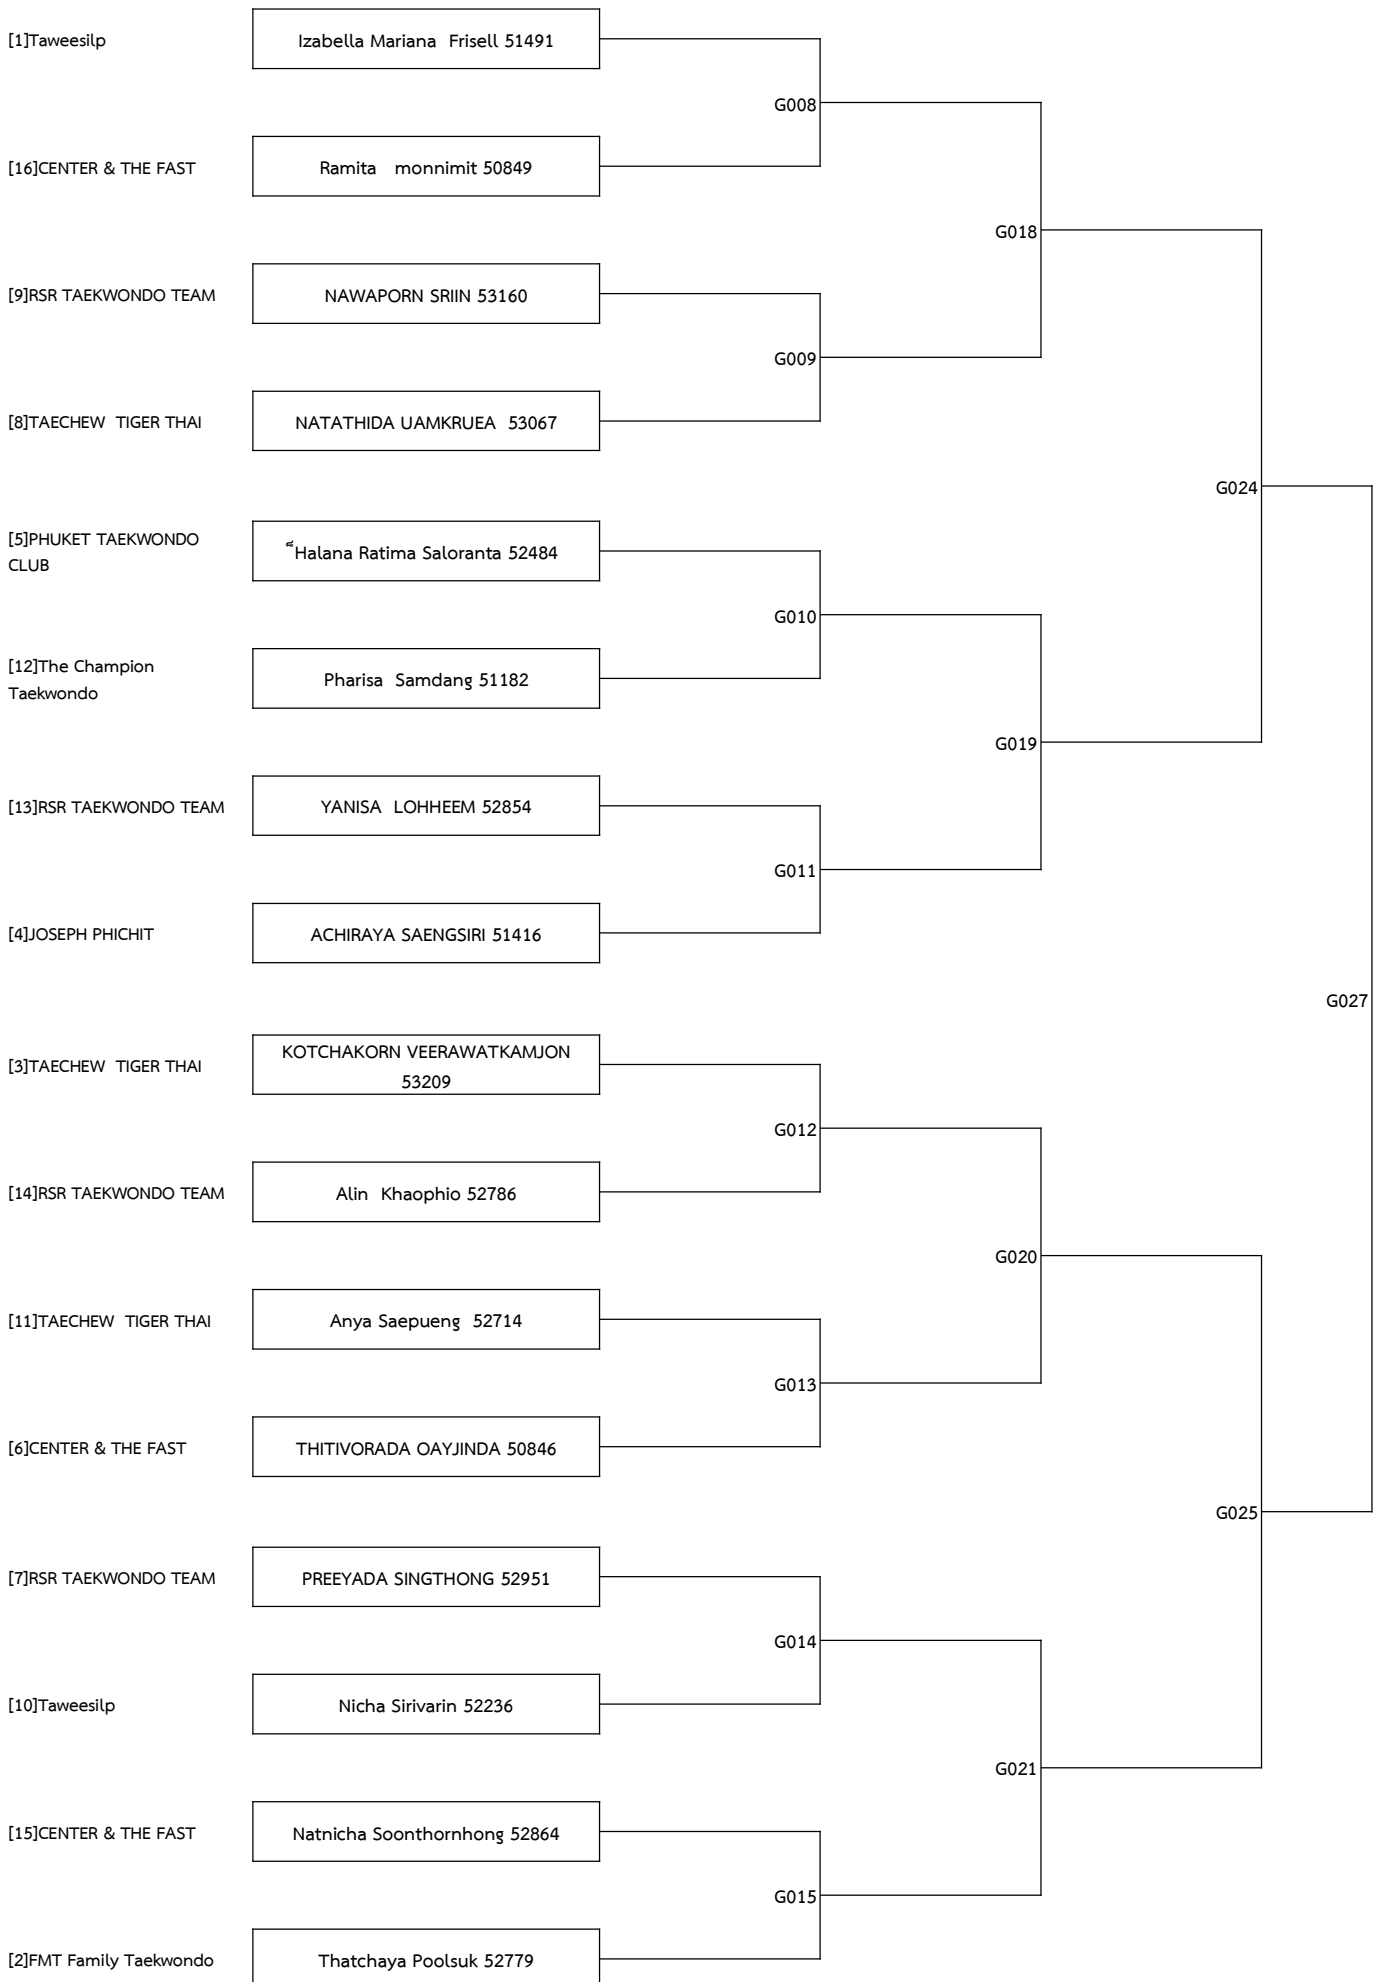 [1]Taweesilp
Izabella Mariana  Frisell 51491
G008
[16]CENTER & THE FAST
Ramita   monnimit 50849
G018
[9]RSR TAEKWONDO TEAM
NAWAPORN SRIIN 53160
G009
[8]TAECHEW  TIGER THAI
NATATHIDA UAMKRUEA  53067
G024
[5]PHUKET TAEKWONDO
CLUB
็Halana Ratima Saloranta 52484
G010
[12]The Champion
Taekwondo
Pharisa  Samdang 51182
G019
[13]RSR TAEKWONDO TEAM
YANISA  LOHHEEM 52854
G011
[4]JOSEPH PHICHIT
ACHIRAYA SAENGSIRI 51416
G027
[3]TAECHEW  TIGER THAI
KOTCHAKORN VEERAWATKAMJON
53209
G012
[14]RSR TAEKWONDO TEAM
Alin  Khaophio 52786
G020
[11]TAECHEW  TIGER THAI
Anya Saepueng  52714
G013
[6]CENTER & THE FAST
THITIVORADA OAYJINDA 50846
G025
[7]RSR TAEKWONDO TEAM
PREEYADA SINGTHONG 52951
G014
[10]Taweesilp
Nicha Sirivarin 52236
G021
[15]CENTER & THE FAST
Natnicha Soonthornhong 52864
G015
[2]FMT Family Taekwondo
Thatchaya Poolsuk 52779